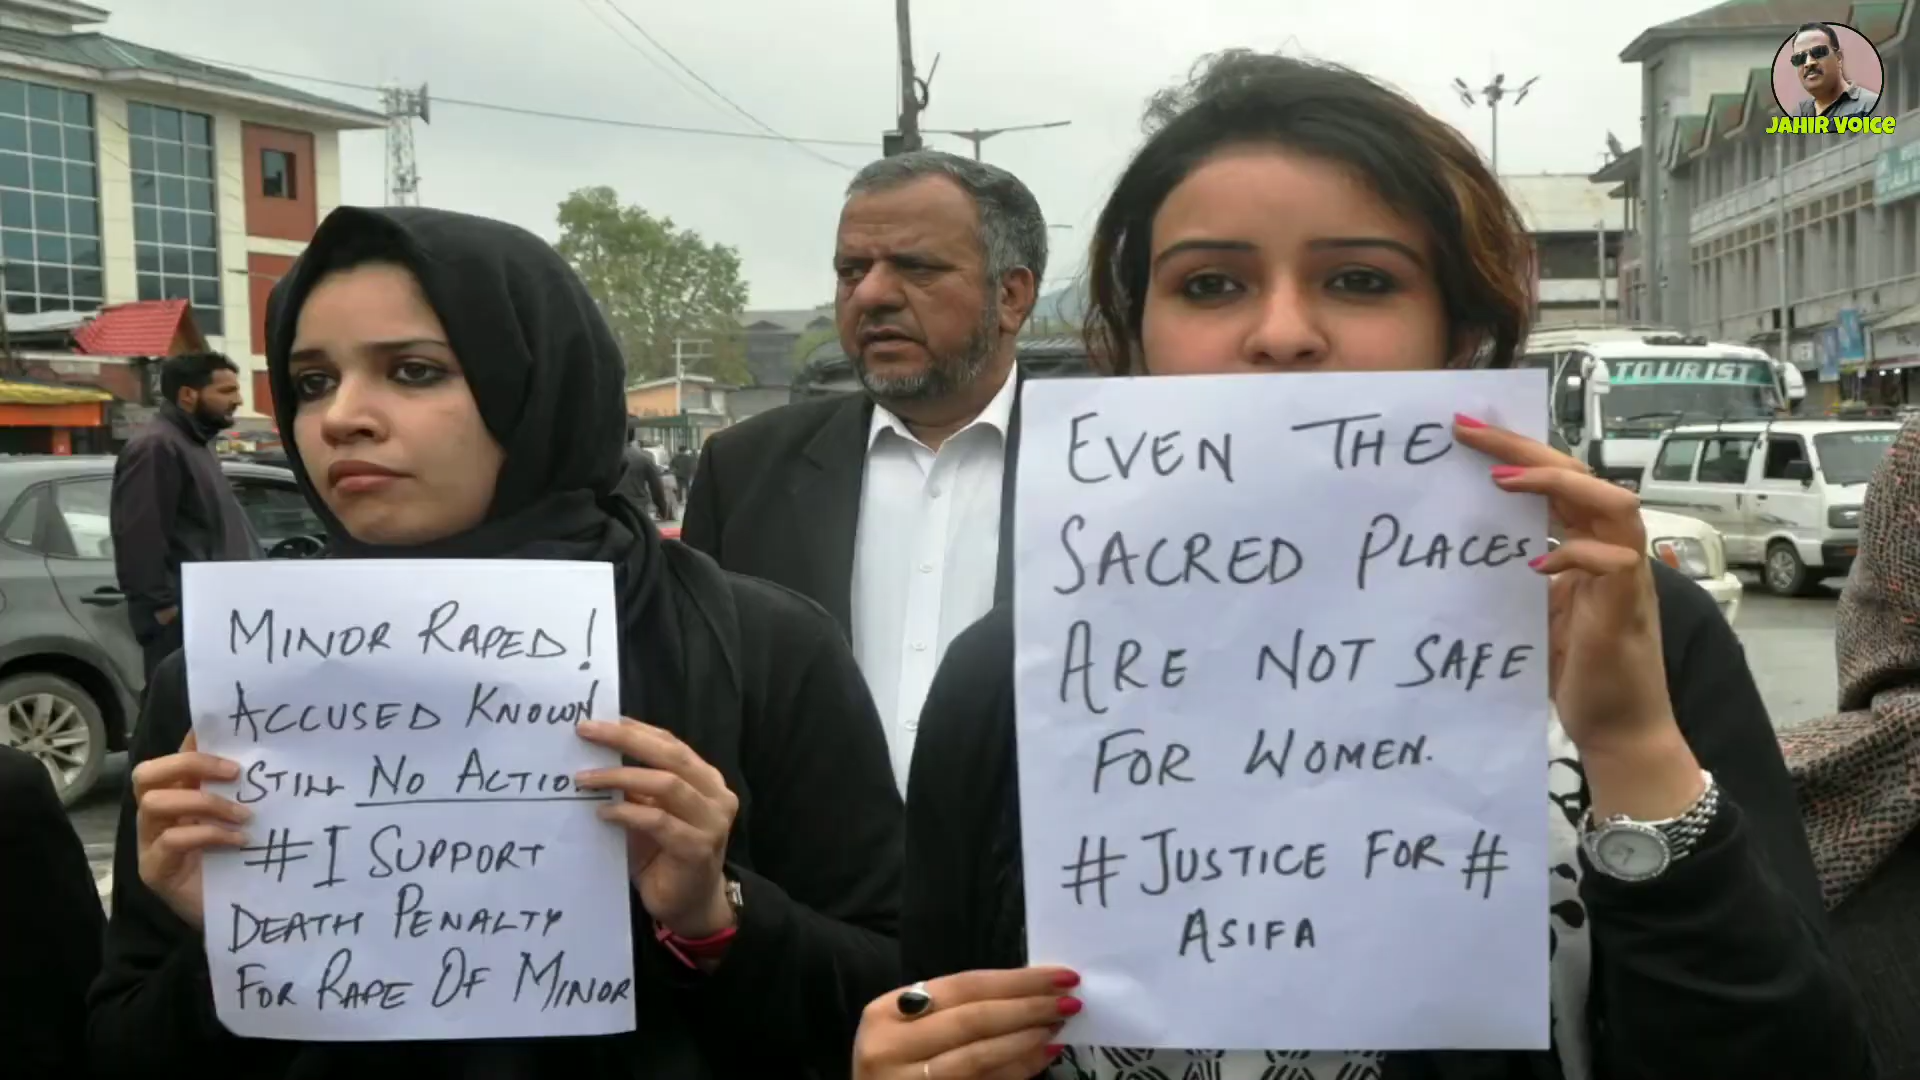 MINOR RAPED!
ACCUSED KNOWN
STILL NO ACTION
#I SUPPORT
DEATH PENALTY
FOR RAPE OF MINOR
EVEN THE
SACRED PLACES
ARE NOT SAFE
FOR WOMEN.
#JUSTICE FOR #
ASIFA
TOURIST
JAHIR VOICE